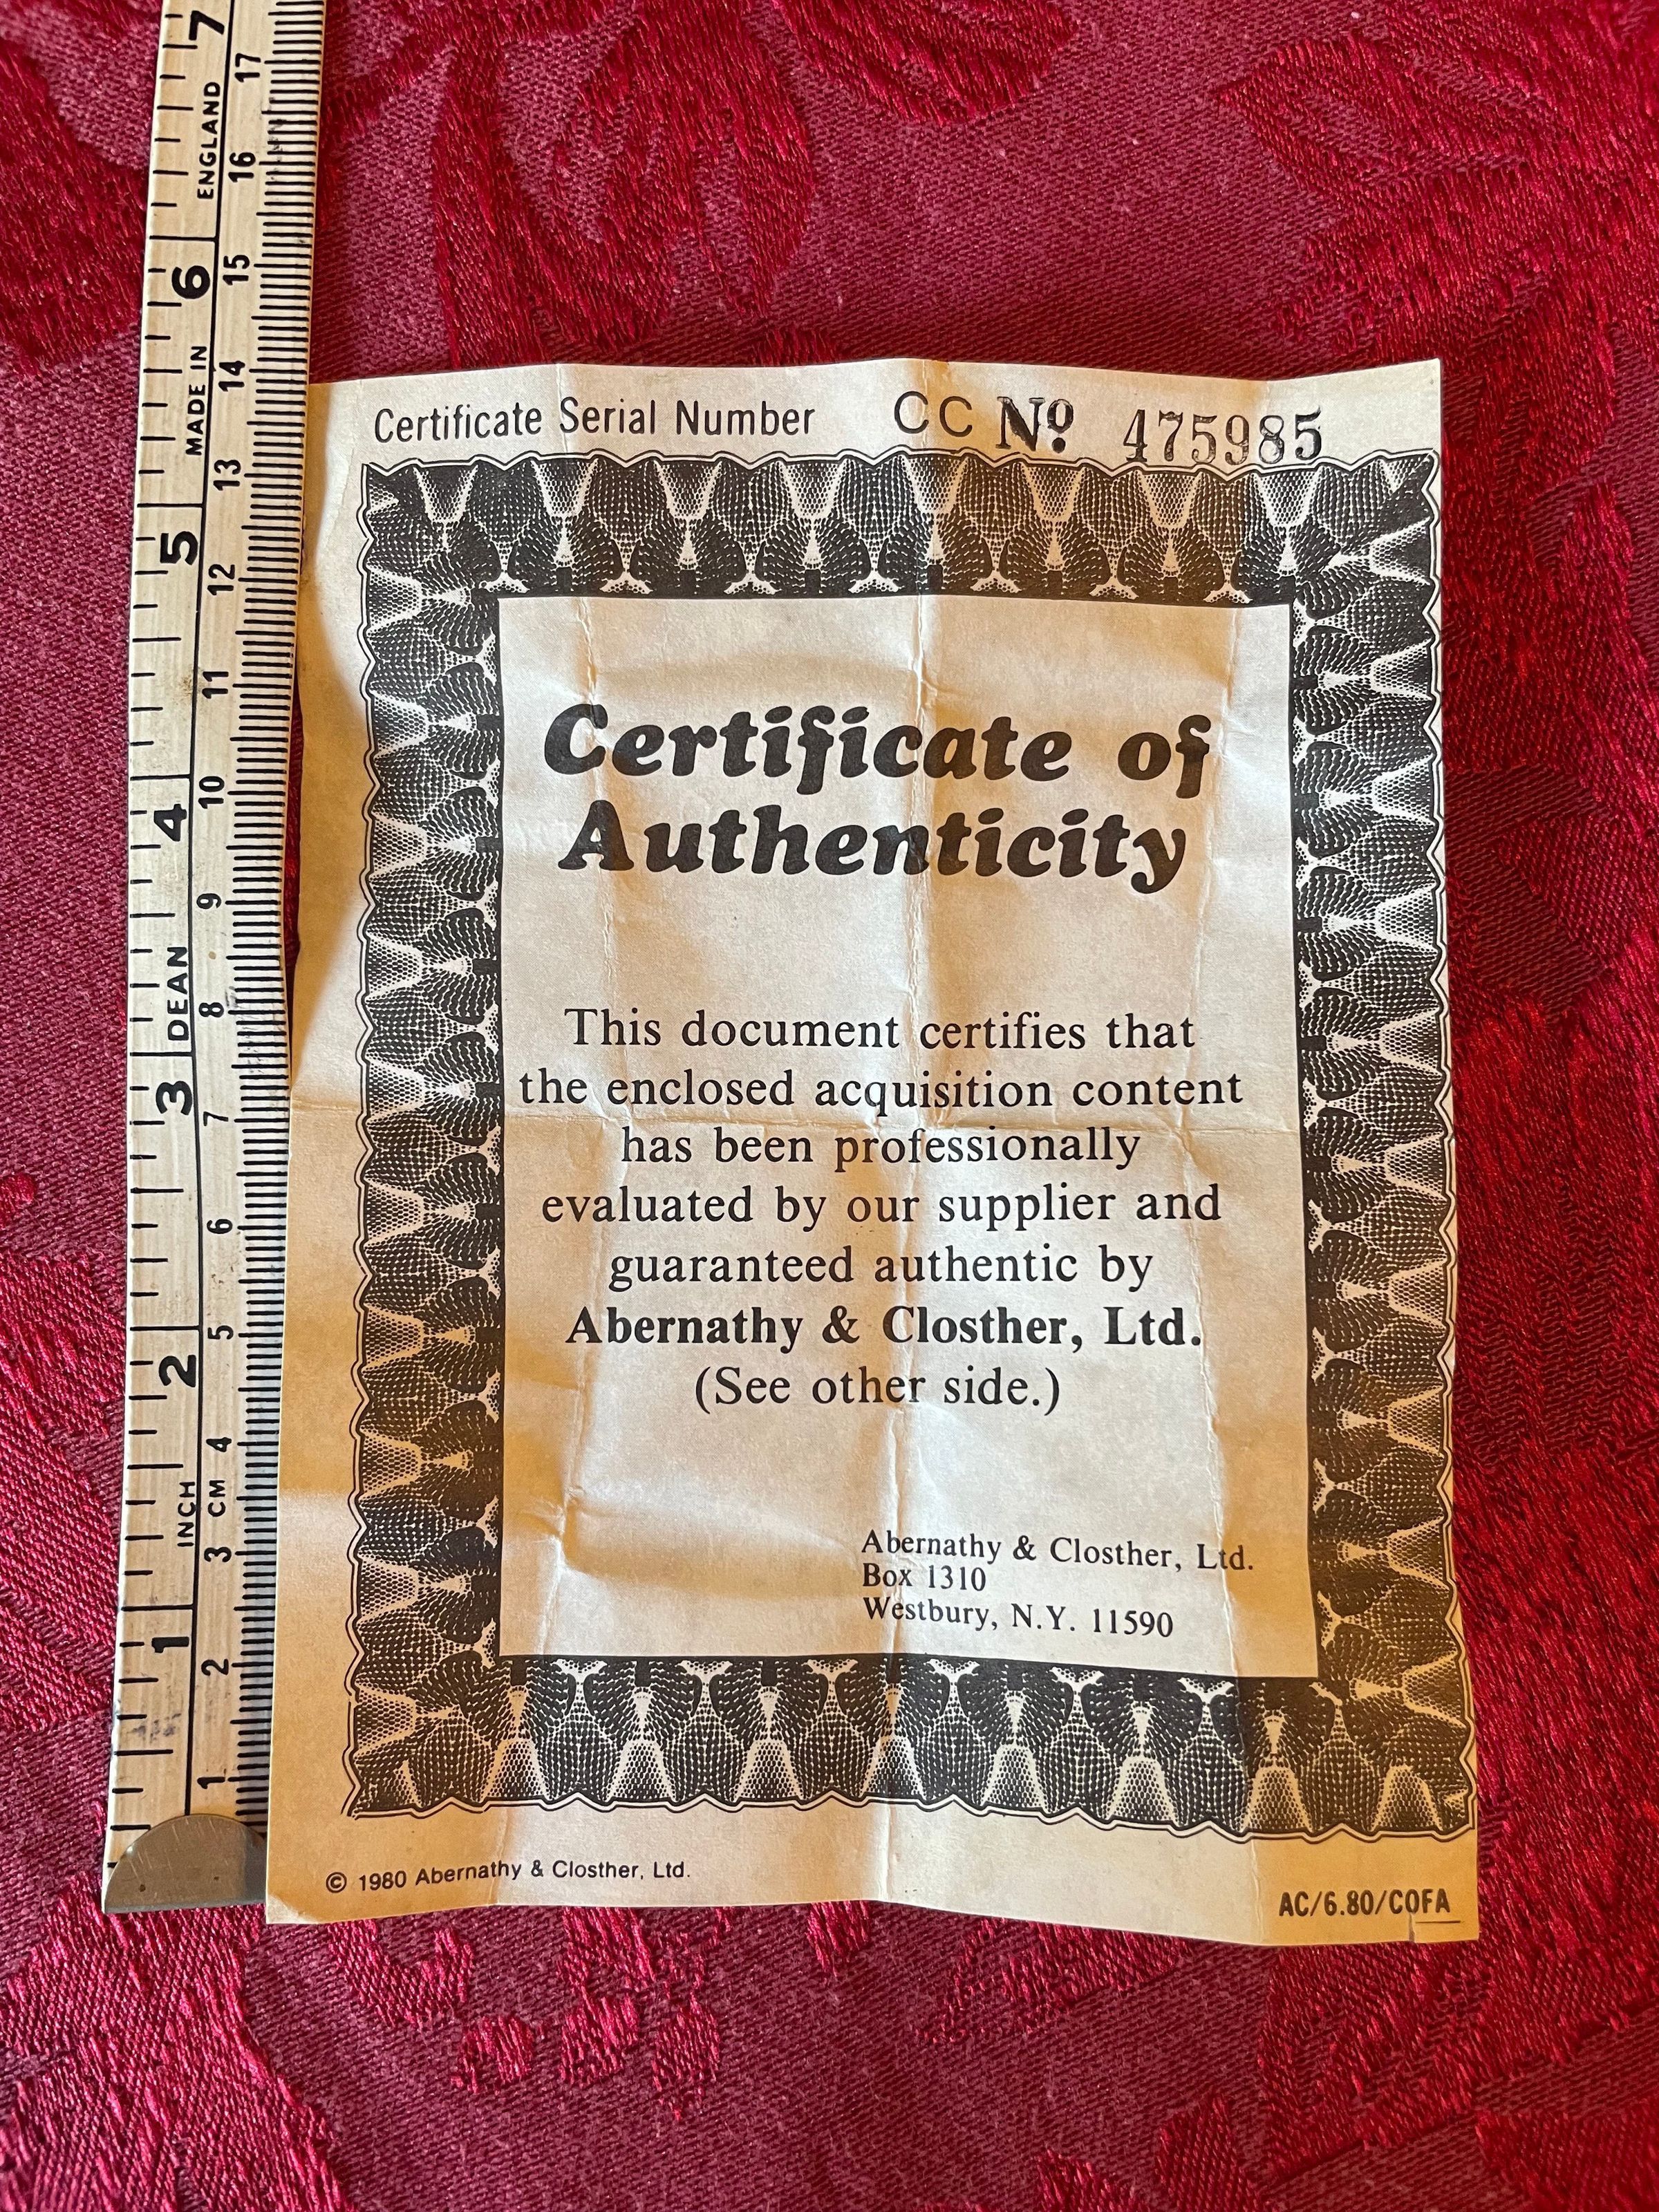 Certificate Serial Number CC Nº 475985
Certificate of
Authenticity
This document certifies that
the enclosed acquisition content
has been professionally
evaluated by our supplier and
guaranteed authentic by
Abernathy & Closther, Ltd.
(See other side.)
Abernathy & Closther, Ltd.
Box 1310
Westbury, N.Y. 11590
© 1980 Abernathy & Closther, Ltd.
AC/6.80/COFA
INCH 1 2 3 4 5 6 7
DEAN MADE IN ENGLAND
CM 1 2 3 4 5 6 7 8 9 10 11 12 13 14 15 16 17